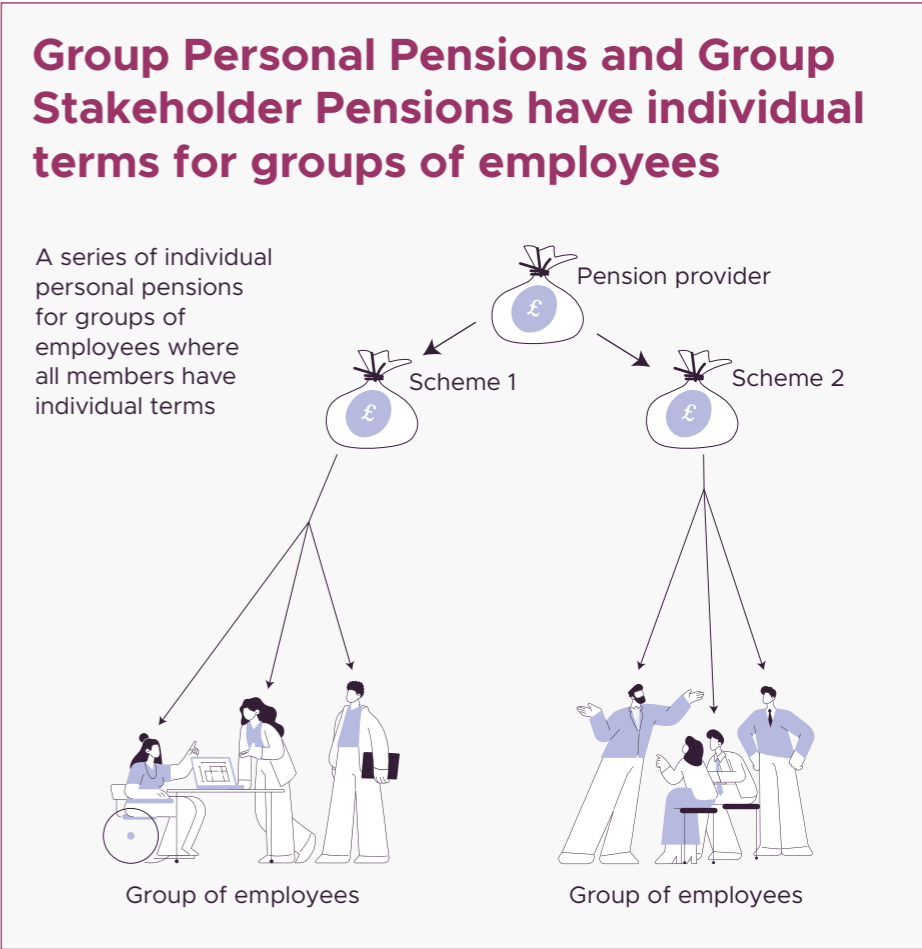 Group Personal Pensions and Group
Stakeholder Pensions have individual
terms for groups of employees
A series of individual
personal pensions
for groups of
employees where
all members have
individual terms
£
Pension provider
£
Scheme 1
£
Scheme 2
Group of employees
Group of employees